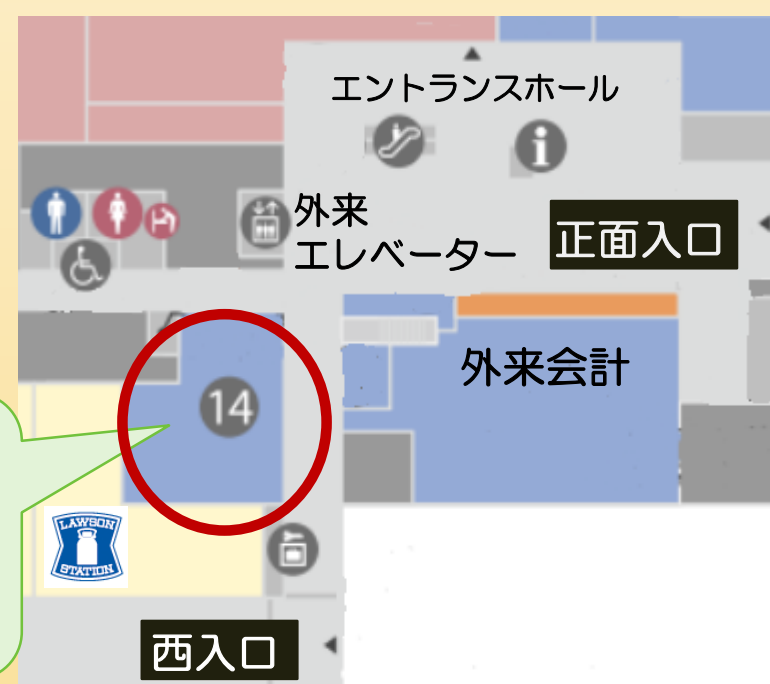 エントランスホール
i
外来
エレベーター
正面入口
外来会計
14
LAWSON
STATION
西入口